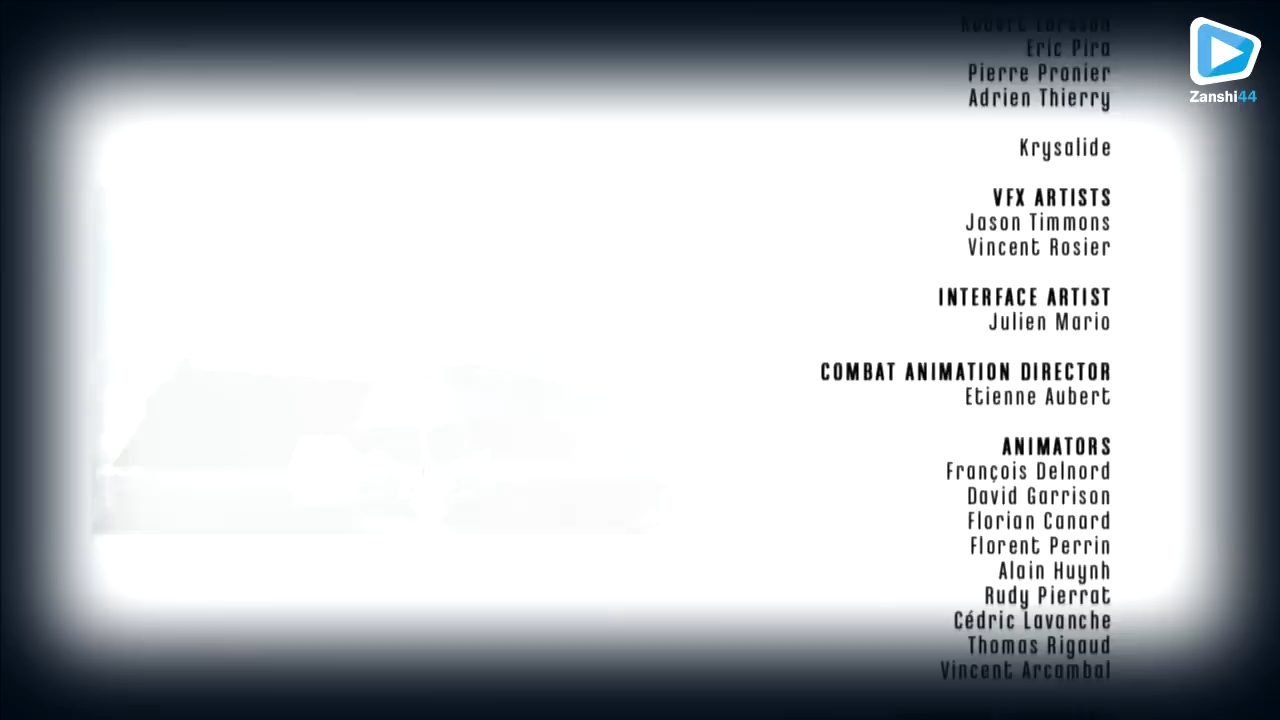 Eric Pira
Pierre Pronier
Adrien Thierry
Zanshi44
Krysalide
VFX ARTISTS
Jason Timmons
Vincent Rosier
INTERFACE ARTIST
Julien Mario
COMBAT ANIMATION DIRECTOR
Etienne Aubert
ANIMATORS
François Delnord
David Garrison
Florian Canard
Florent Perrin
Alain Huynh
Rudy Pierrat
Cédric Lavanche
Thomas Rigaud
Vincent Arcambal